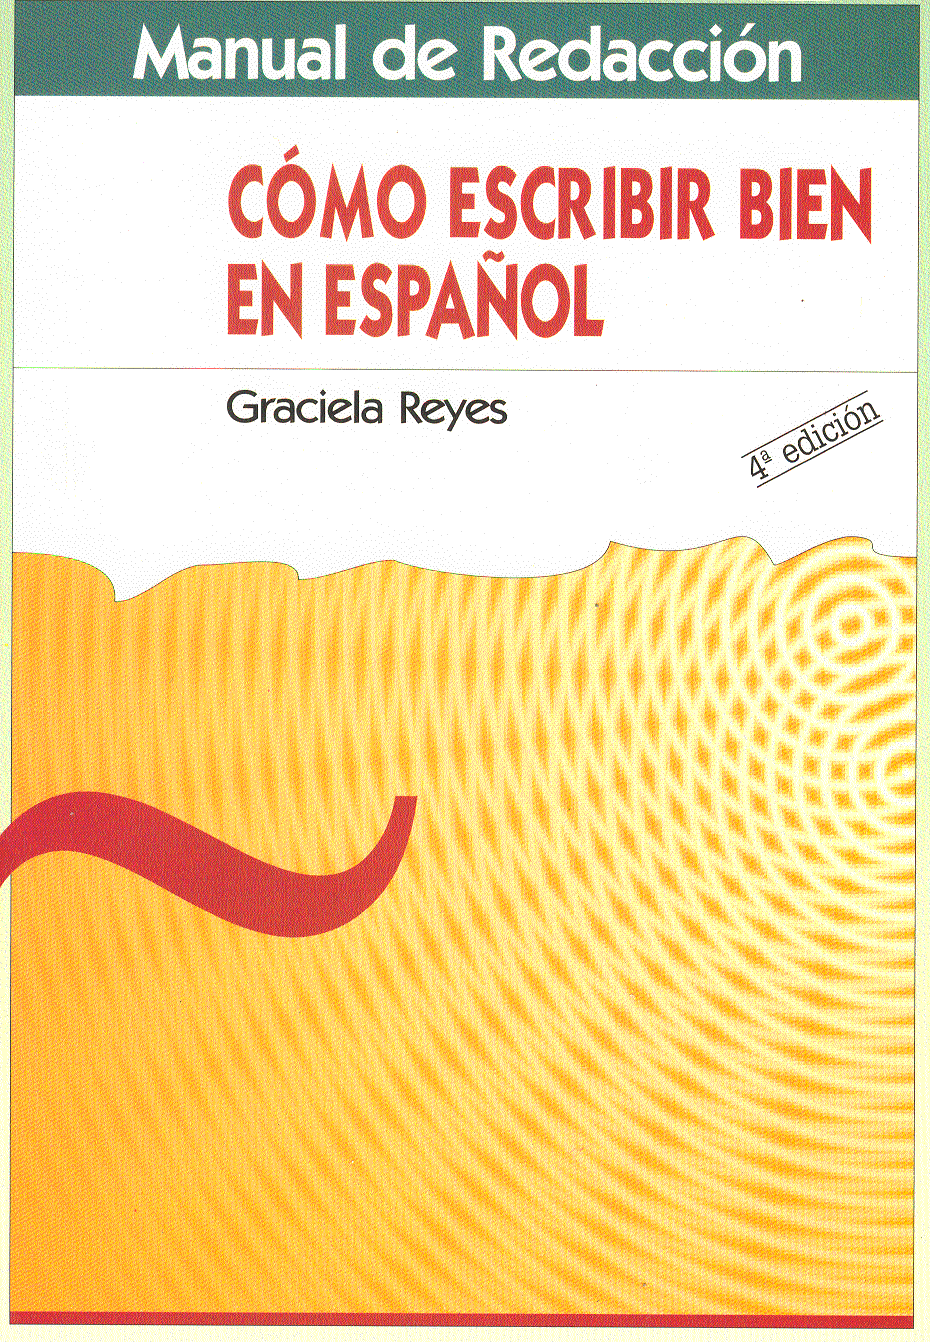 Manual de Redacción
CÓMO ESCRIBIR BIEN
EN ESPAÑOL
Graciela Reyes
4ª edición